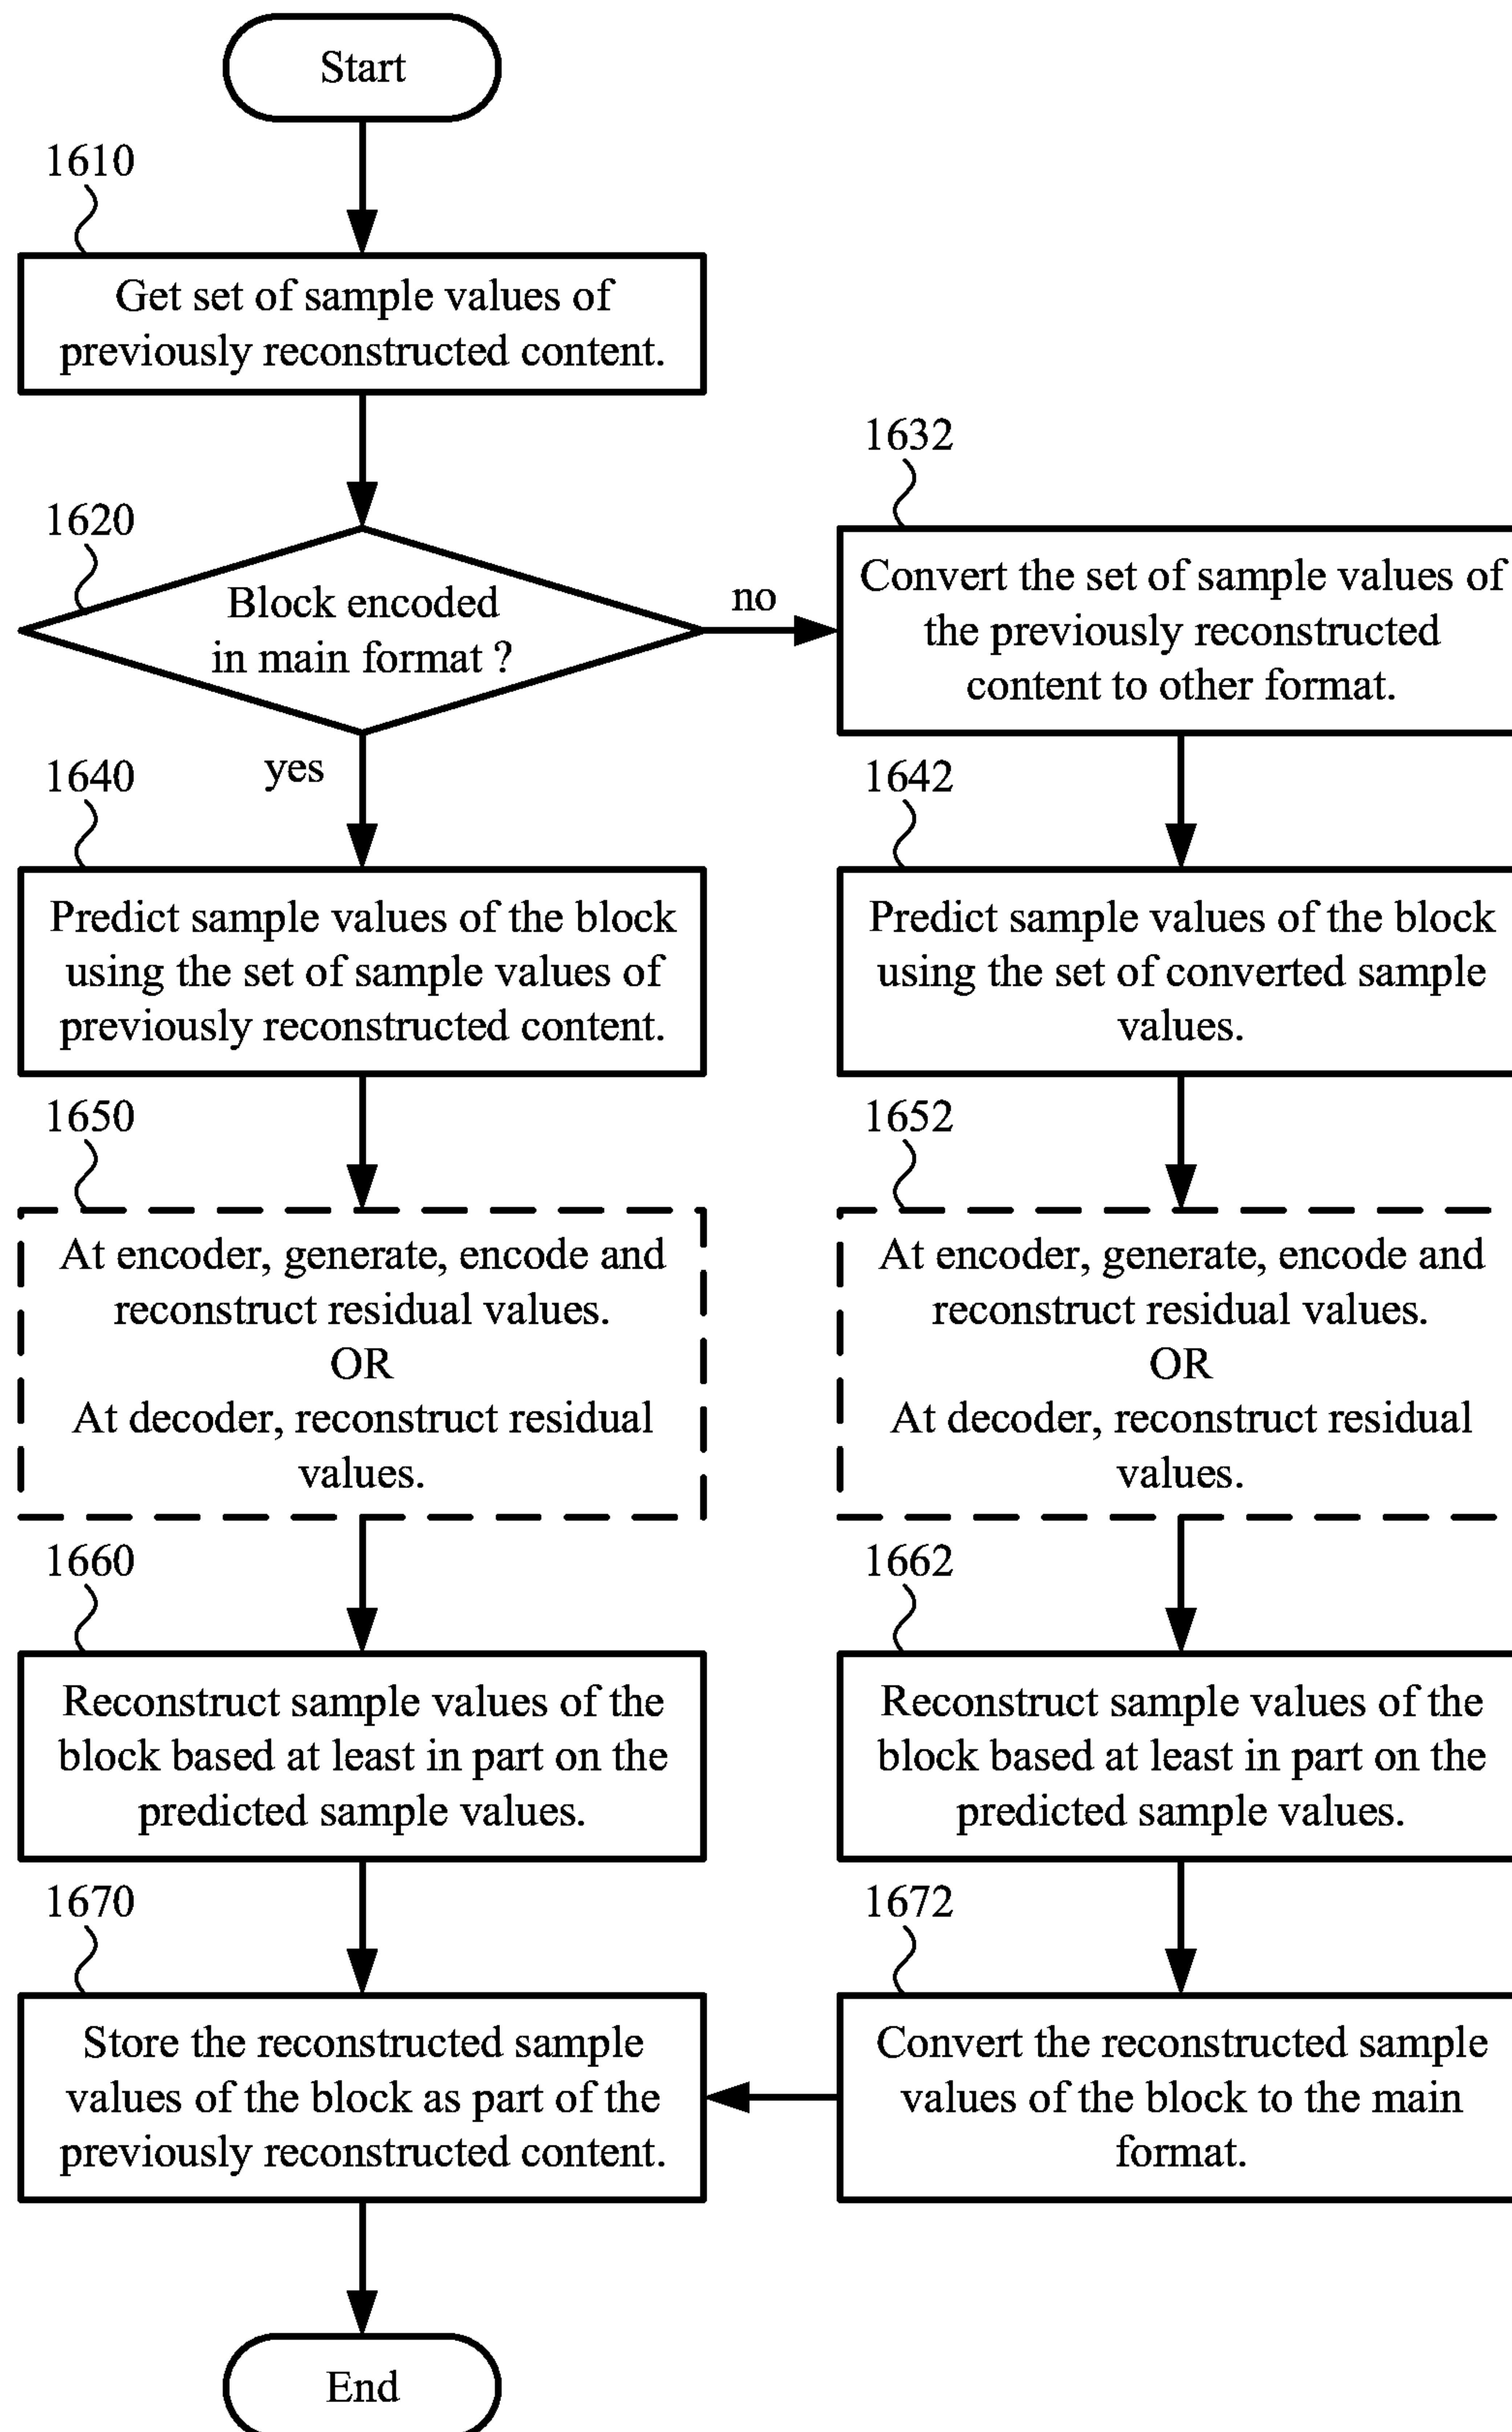 Start
1610
Get set of sample values of
previously reconstructed content.
1620
Block encoded
in main format ?
no
yes
1632
Convert the set of sample values of
the previously reconstructed
content to other format.
1640
Predict sample values of the block
using the set of sample values of
previously reconstructed content.
1642
Predict sample values of the block
using the set of converted sample
values.
1650
At encoder, generate, encode and
reconstruct residual values.
OR
At decoder, reconstruct residual
values.
1652
At encoder, generate, encode and
reconstruct residual values.
OR
At decoder, reconstruct residual
values.
1660
Reconstruct sample values of the
block based at least in part on the
predicted sample values.
1662
Reconstruct sample values of the
block based at least in part on the
predicted sample values.
1670
Store the reconstructed sample
values of the block as part of the
previously reconstructed content.
1672
Convert the reconstructed sample
values of the block to the main
format.
End